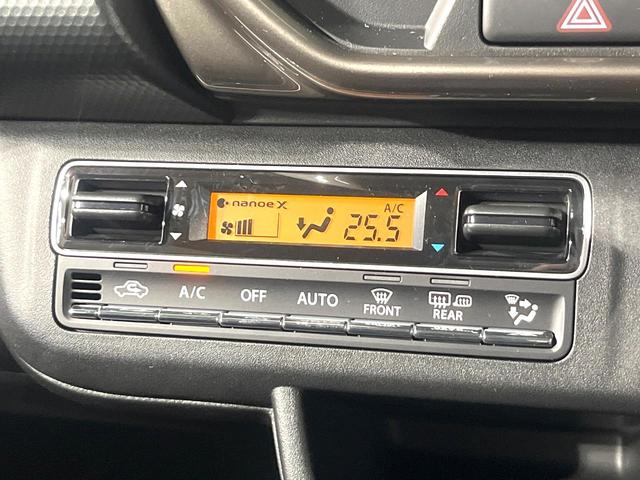 nanoe X
A/C
25.5
A/C
OFF
AUTO
FRONT
REAR